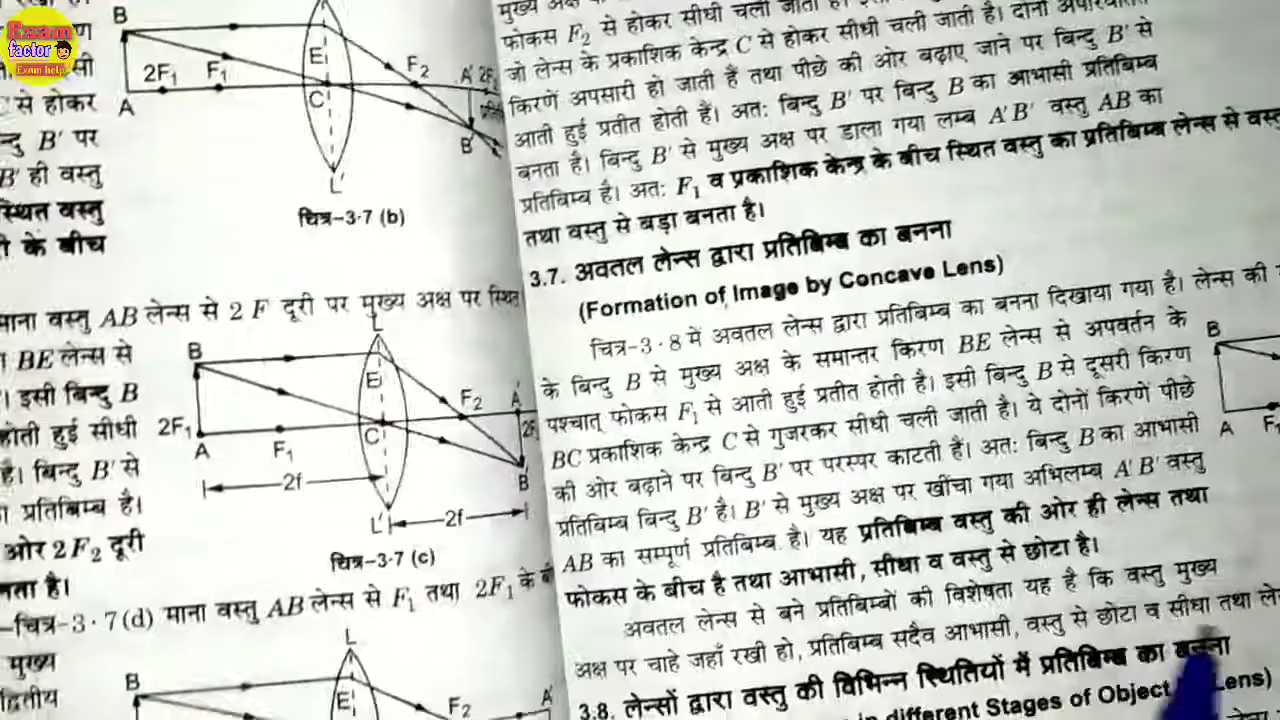 Exam
factor
Exam help
B
E
2F₁
F₁
F₂
A
C
B'
L'
से होकर
B' पर
B' ही वस्तु
स्थित वस्तु
के बीच
चित्र-3·7 (b)
माना वस्तु AB लेन्स से 2 F दूरी पर मुख्य अक्ष पर स्थित
BE लेन्स से
इसी बिन्दु B
होती हुई सीधी
है। बिन्दु B' से
प्रतिबिम्ब है।
ओर 2F₂ दूरी
L
B
E
F₂
A'
2F₁
A
F₁
C
2f
B'
L'
2f
चित्र-3·7 (c)
-चित्र-3·7(d) माना वस्तु AB लेन्स से F₁ तथा 2F₁ के
मुख्य
द्वितीय
L
B
E
F₂
A'
फोकस F₂ से होकर सीधी चली जाती है।
जो लेन्स के प्रकाशिक केन्द्र C से होकर सीधी चली जाती है। दोनों
किरणें अपसारी हो जाती हैं तथा पीछे की ओर बढ़ाए जाने पर बिन्दु B' से
आती हुई प्रतीत होती हैं। अतः बिन्दु B' पर बिन्दु B का आभासी प्रतिबिम्ब
बनता है। बिन्दु B' से मुख्य अक्ष पर डाला गया लम्ब A'B' वस्तु AB का
प्रतिबिम्ब है। अतः F₁ व प्रकाशिक केन्द्र के बीच स्थित वस्तु का प्रतिबिम्ब लेन्स से
तथा वस्तु से बड़ा बनता है।
3.7. अवतल लेन्स द्वारा प्रतिबिम्ब का बनना
(Formation of Image by Concave Lens)
चित्र-3·8 में अवतल लेन्स द्वारा प्रतिबिम्ब का बनना दिखाया गया है। लेन्स की
के बिन्दु B से मुख्य अक्ष के समान्तर किरण BE लेन्स से अपवर्तन के
पश्चात् फोकस F₁ से आती हुई प्रतीत होती है। इसी बिन्दु B से दूसरी किरण
BC प्रकाशिक केन्द्र C से गुजरकर सीधी चली जाती है। ये दोनों किरणें पीछे
की ओर बढ़ाने पर बिन्दु B' पर परस्पर काटती हैं। अतः बिन्दु B का आभासी
प्रतिबिम्ब बिन्दु B' है। B' से मुख्य अक्ष पर खींचा गया अभिलम्ब A'B' वस्तु
AB का सम्पूर्ण प्रतिबिम्ब है। यह प्रतिबिम्ब वस्तु की ओर ही लेन्स तथा
फोकस के बीच है तथा आभासी, सीधा व वस्तु से छोटा है।
अवतल लेन्स से बने प्रतिबिम्बों की विशेषता यह है कि वस्तु मुख्य
अक्ष पर चाहे जहाँ रखी हो, प्रतिबिम्ब सदैव आभासी, वस्तु से छोटा व सीधा तथा
3.8. लेन्सों द्वारा वस्तु की विभिन्न स्थितियों में प्रतिबिम्ब का बनना
in different Stages of Object Lens)
B
A